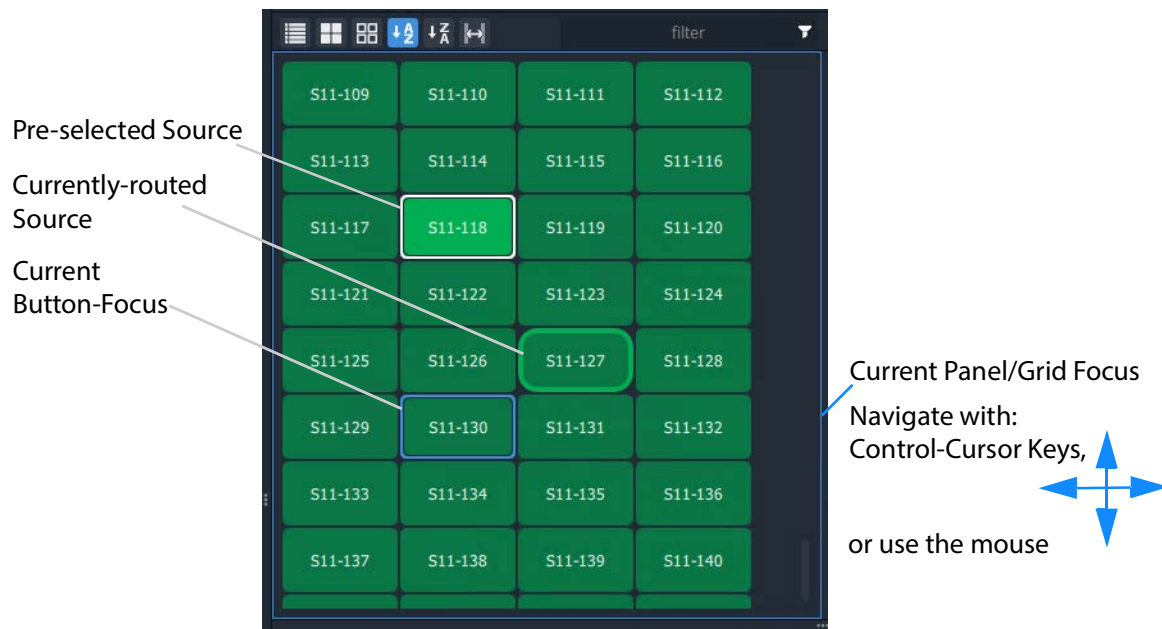 filter
S11-109 S11-110 S11-111 S11-112
Pre-selected Source
S11-113 S11-114 S11-115 S11-116
Currently-routed
Source
S11-117 S11-118 S11-119 S11-120
Current
Button-Focus
S11-121 S11-122 S11-123 S11-124
S11-125 S11-126 S11-127 S11-128
Current Panel/Grid Focus
Navigate with:
Control-Cursor Keys,
S11-129 S11-130 S11-131 S11-132
S11-133 S11-134 S11-135 S11-136
or use the mouse
S11-137 S11-138 S11-139 S11-140